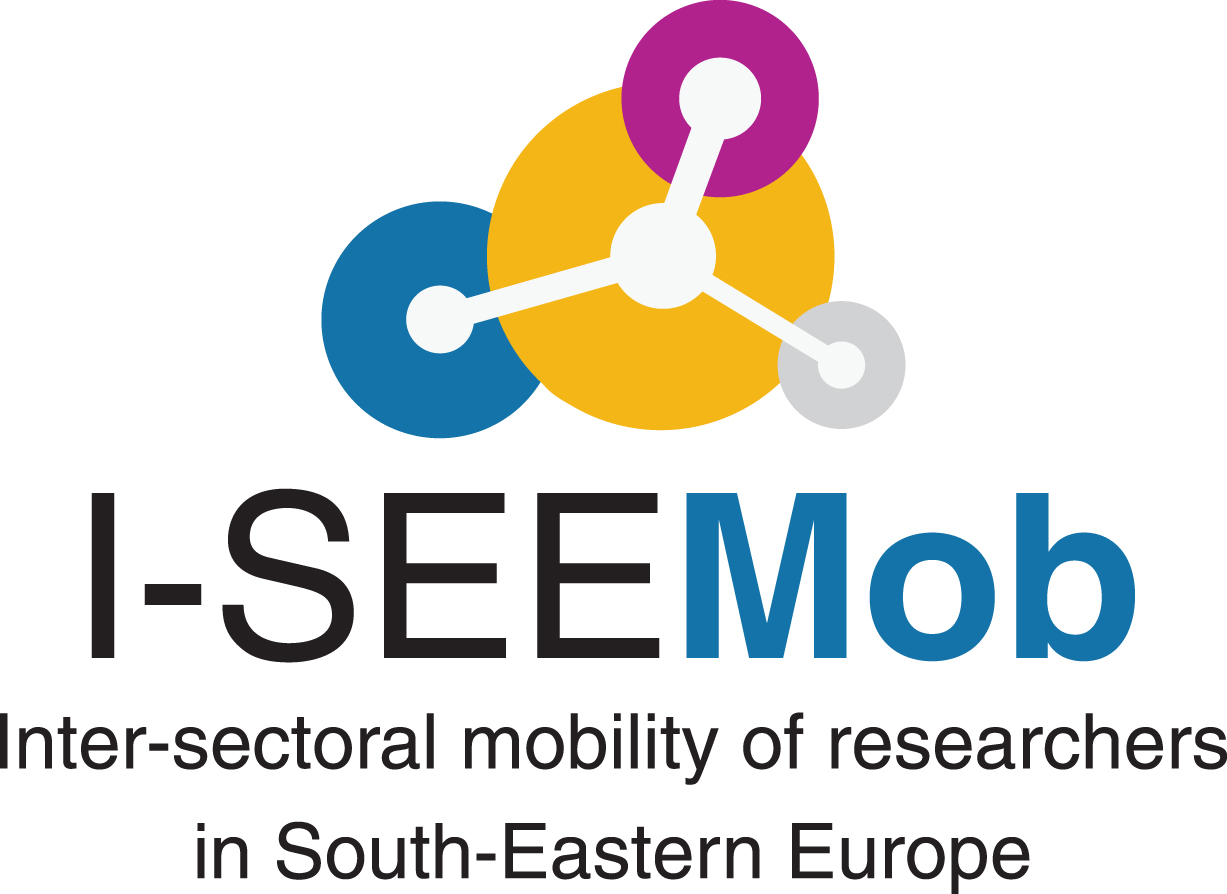 I-SEEMob
Inter-sectoral mobility of researchers
in South-Eastern Europe